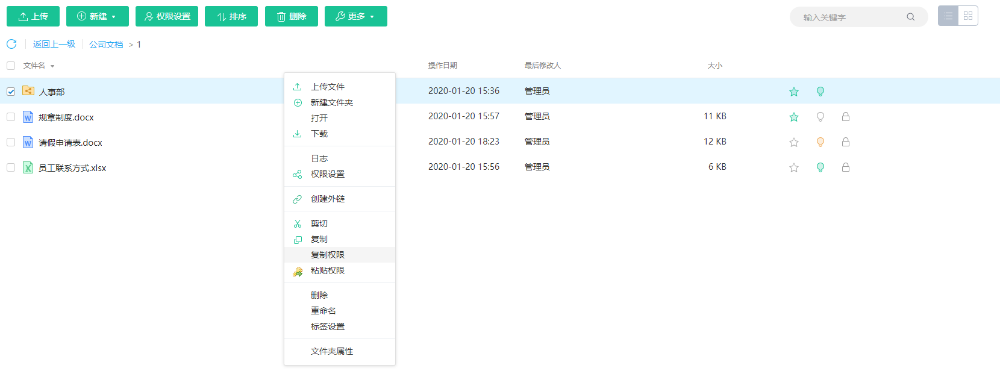 上传 新建 权限设置 排序 删除 更多 输入关键字
返回上一级 公司文档 > 1
文件名 操作日期 最后修改人 大小
人事部 2020-01-20 15:36 管理员
规章制度.docx 2020-01-20 15:57 管理员 11 KB
请假申请表.docx 2020-01-20 18:23 管理员 12 KB
员工联系方式.xlsx 2020-01-20 15:56 管理员 6 KB
上传文件
新建文件夹
打开
下载
日志
权限设置
创建外链
剪切
复制
复制权限
粘贴权限
删除
重命名
标签设置
文件夹属性